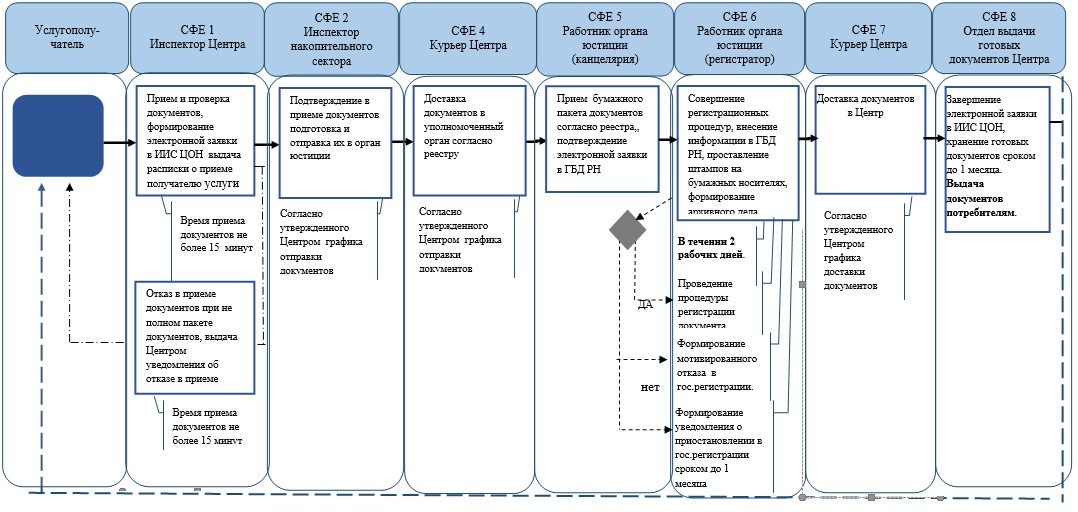 Услугополу-
чатель
СФЕ 1
Инспектор Центра
СФЕ 2
Инспектор
накопительного
сектора
СФЕ 4
Курьер Центра
СФЕ 5
Работник органа
юстиции
(канцелярия)
СФЕ 6
Работник органа
юстиции
(регистратор)
СФЕ 7
Курьер Центра
СФЕ 8
Отдел выдачи
готовых
документов Центра
Прием и проверка
документов,
формирование
электронной заявки
в ИИС ЦОН выдача
расписки о приеме
получателю услуги
Время приема
документов не
более 15 минут
Отказ в приеме
документов при не
полном пакете
документов, выдача
Центром
уведомления об
отказе в приеме
Время приема
документов не
более 15 минут
Подтверждение в
приеме документов
подготовка и
отправка их в орган
юстиции
Согласно
утвержденного
Центром графика
отправки
документов
Доставка
документов в
уполномоченный
орган согласно
реестру
Согласно
утвержденного
Центром графика
отправки
документов
Прием бумажного
пакета документов
согласно реестра,,
подтверждение
электронной заявки
в ГБД РН
ДА
нет
Совершение
регистрационных
процедур, внесение
информации в ГБД
РН, проставление
штампов на
бумажных носителях,
формирование
архивного дела
В течении 2
рабочих дней.
Проведение
процедуры
регистрации
документа
Формирование
мотивированного
отказа в
гос.регистрации.
Формирование
уведомления о
приостановлении в
гос.регистрации
сроком до 1
месяца
Доставка документов
в Центр
Согласно
утвержденного
Центром
графика
доставки
документов
Завершение
электронной заявки
в ИИС ЦОН,
хранение готовых
документов сроком
до 1 месяца.
Выдача
документов
потребителям.